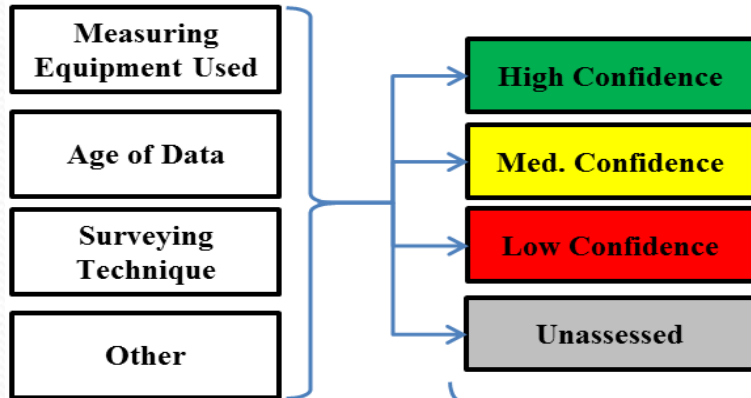 Measuring
Equipment Used
Age of Data
Surveying
Technique
Other
High Confidence
Med. Confidence
Low Confidence
Unassessed